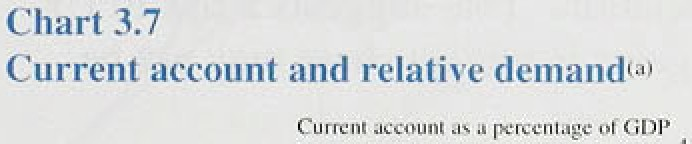 Chart 3.7
Current account and relative demand(a)
Current account as a percentage of GDP